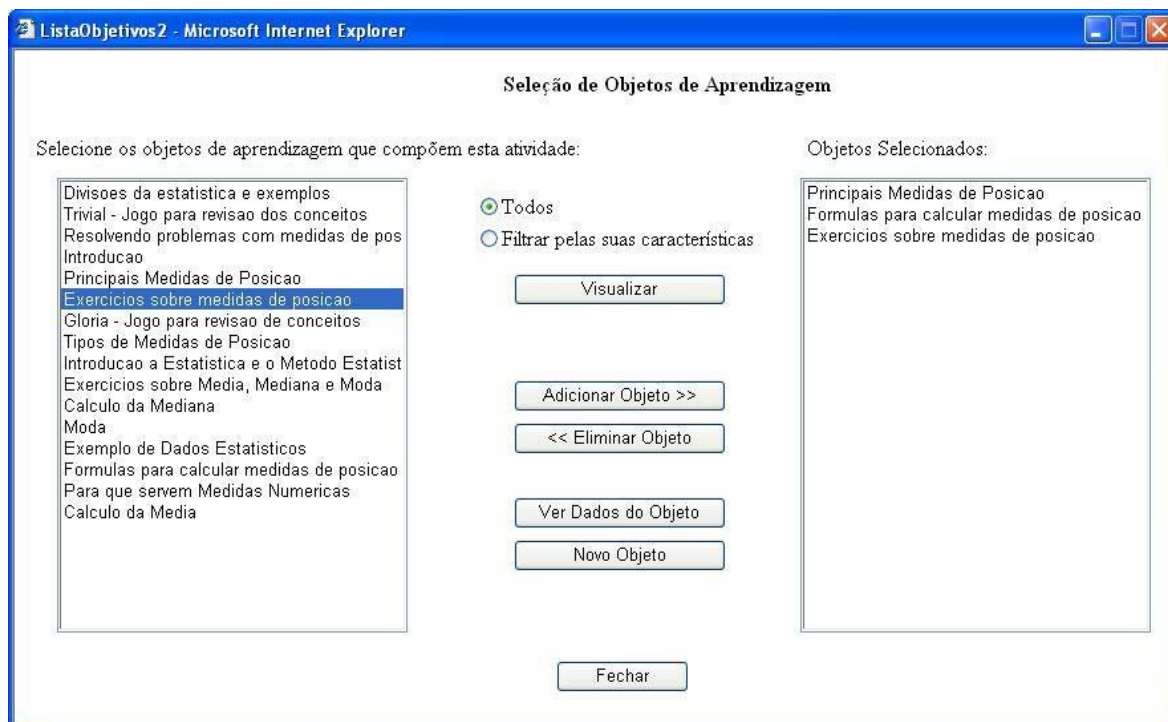 ListaObjetivos2 - Microsoft Internet Explorer
Seleção de Objetos de Aprendizagem
Selecione os objetos de aprendizagem que compõem esta atividade:
Divisoes da estatistica e exemplos
Trivial - Jogo para revisao dos conceitos
Resolvendo problemas com medidas de pos
Introducao
Principais Medidas de Posicao
Exercicios sobre medidas de posicao
Gloria - Jogo para revisao de conceitos
Tipos de Medidas de Posicao
Introducao a Estatistica e o Metodo Estatist
Exercicios sobre Media, Mediana e Moda
Calculo da Mediana
Moda
Exemplo de Dados Estatisticos
Formulas para calcular medidas de posicao
Para que servem Medidas Numericas
Calculo da Media
Todos
Filtrar pelas suas características
Visualizar
Adicionar Objeto >>
<< Eliminar Objeto
Ver Dados do Objeto
Novo Objeto
Objetos Selecionados:
Principais Medidas de Posicao
Formulas para calcular medidas de posicao
Exercicios sobre medidas de posicao
Fechar